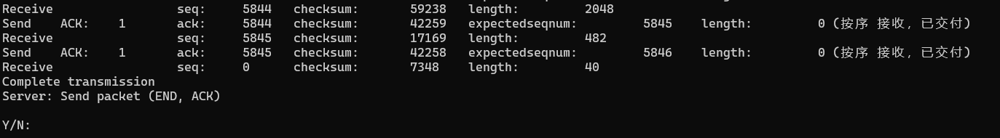 Receive seq: 5844 checksum: 59238 length: 2048
Send ACK: 1 ack: 5844 checksum: 42259 expectedseqnum: 5845 length: 0 (按序 接收, 已交付)
Receive seq: 5845 checksum: 17169 length: 482
Send ACK: 1 ack: 5845 checksum: 42258 expectedseqnum: 5846 length: 0 (按序 接收, 已交付)
Receive seq: 0 checksum: 7348 length: 40
Complete transmission
Server: Send packet (END, ACK)
Y/N: